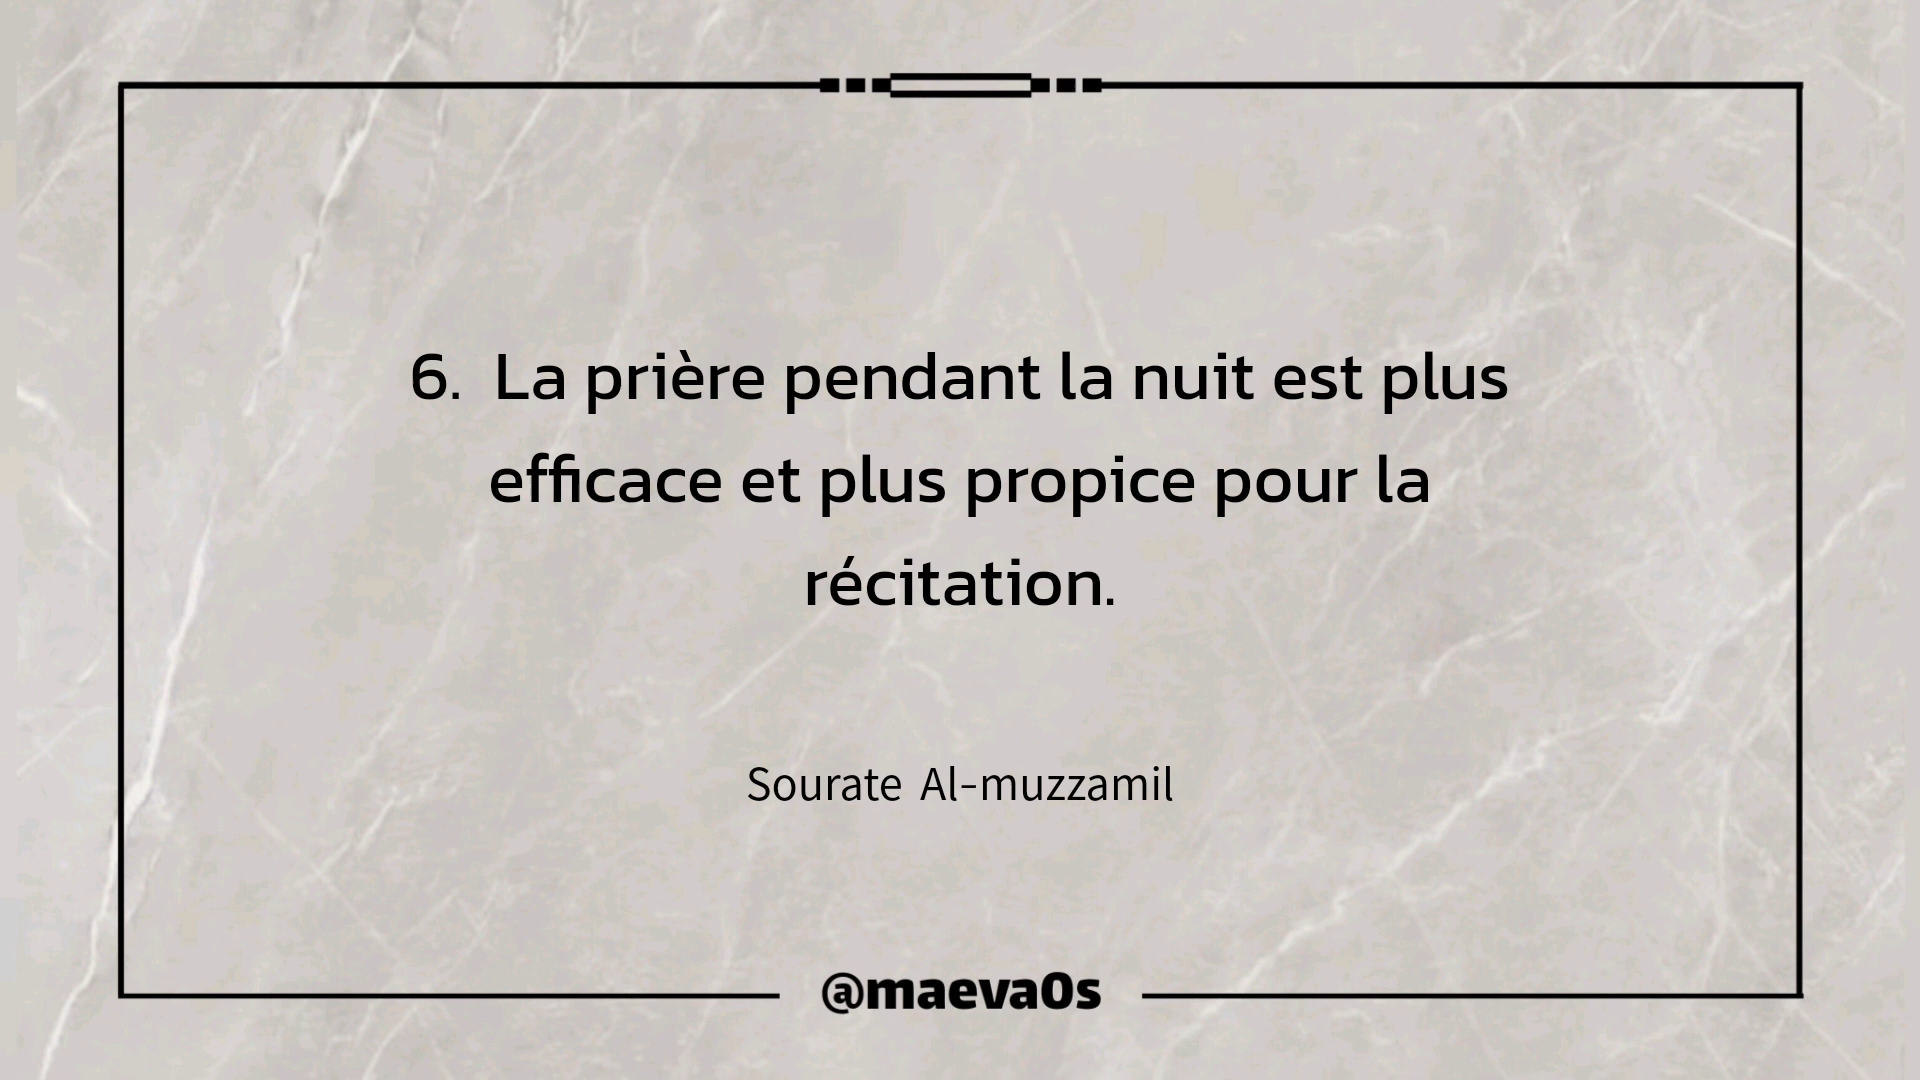 6. La prière pendant la nuit est plus
efficace et plus propice pour la
récitation.
Sourate Al-muzzamil
@maeva0s